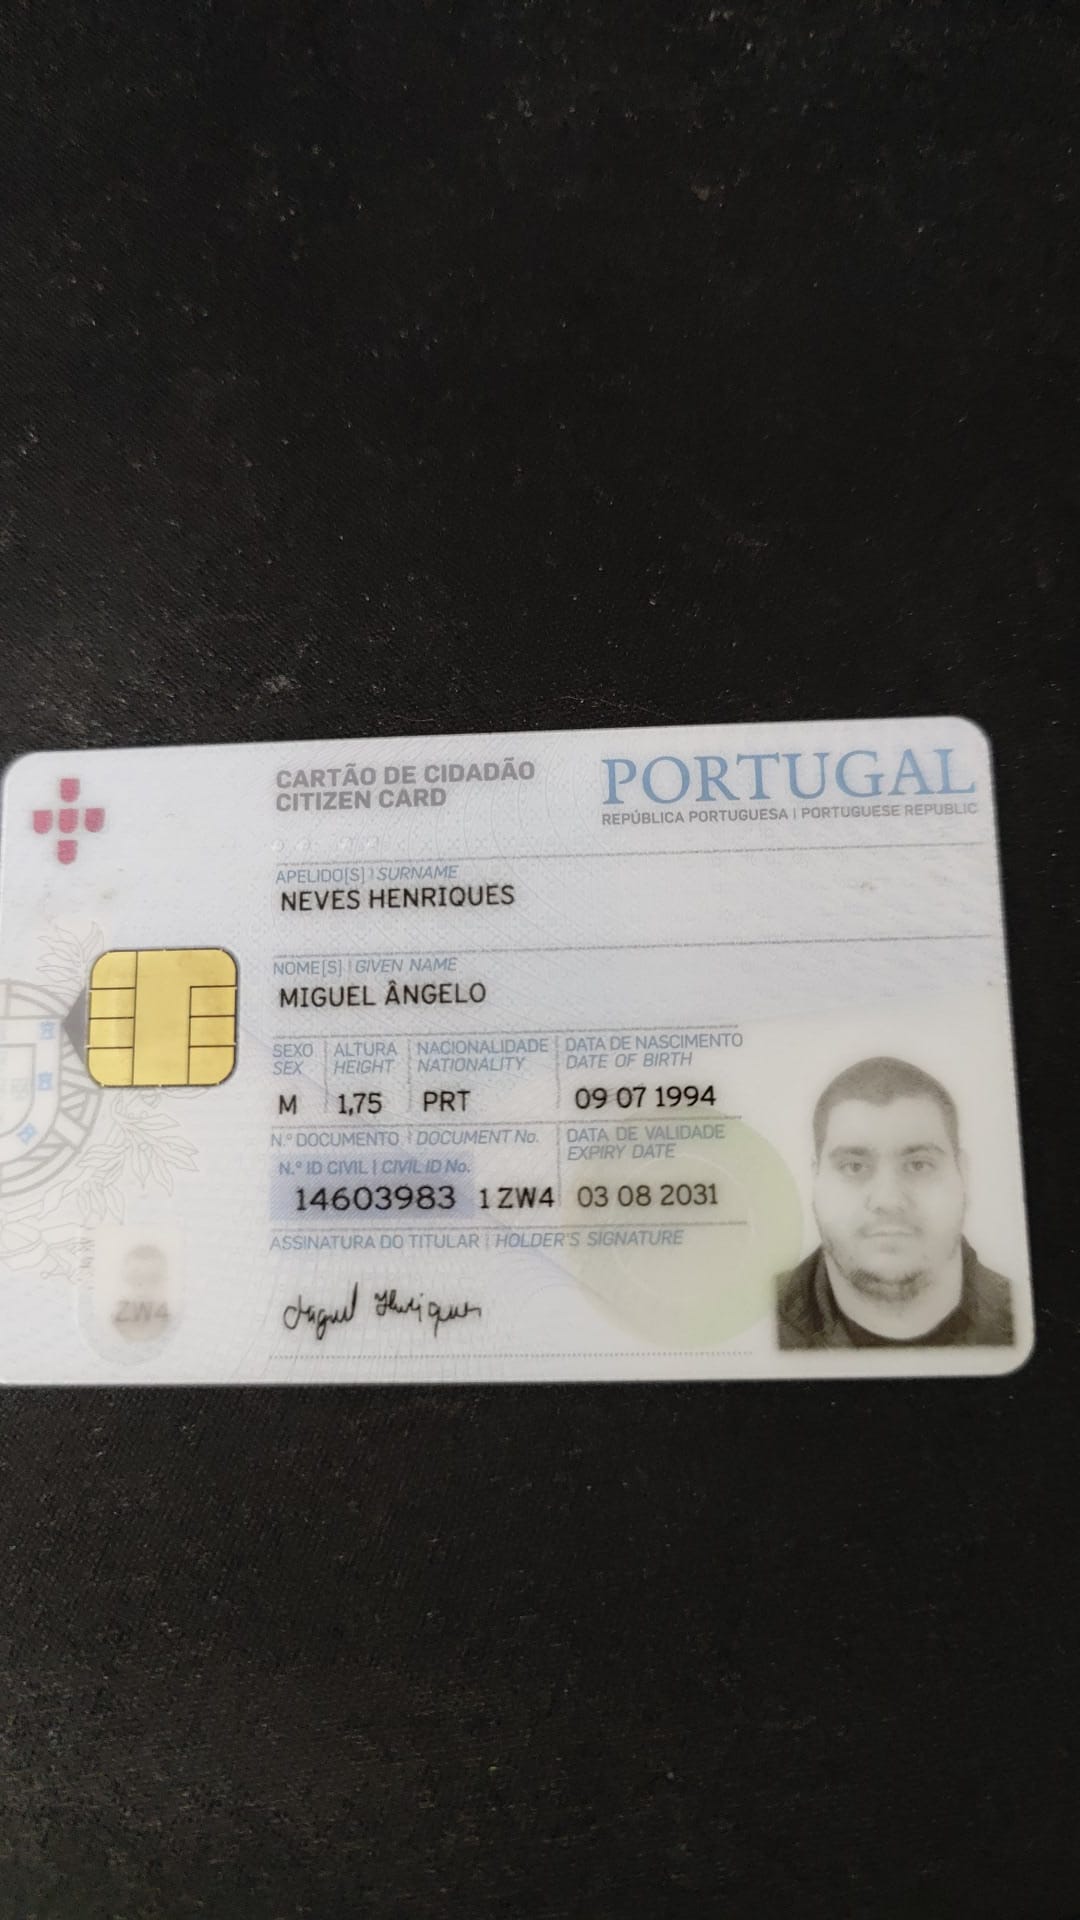 CARTÃO DE CIDADÃO
CITIZEN CARD
PORTUGAL
REPÚBLICA PORTUGUESA | PORTUGUESE REPUBLIC
APELIDO[S] | SURNAME
NEVES HENRIQUES
NOME[S] | GIVEN NAME
MIGUEL ÂNGELO
SEXO ALTURA NACIONALIDADE DATA DE NASCIMENTO
SEX HEIGHT NATIONALITY DATE OF BIRTH
M 1,75 PRT 09 07 1994
N.º DOCUMENTO | DOCUMENT No. DATA DE VALIDADE
EXPIRY DATE
N.º ID CIVIL | CIVIL ID No.
14603983 1 ZW4 03 08 2031
ASSINATURA DO TITULAR | HOLDER'S SIGNATURE
ZW4
Miguel Henriques